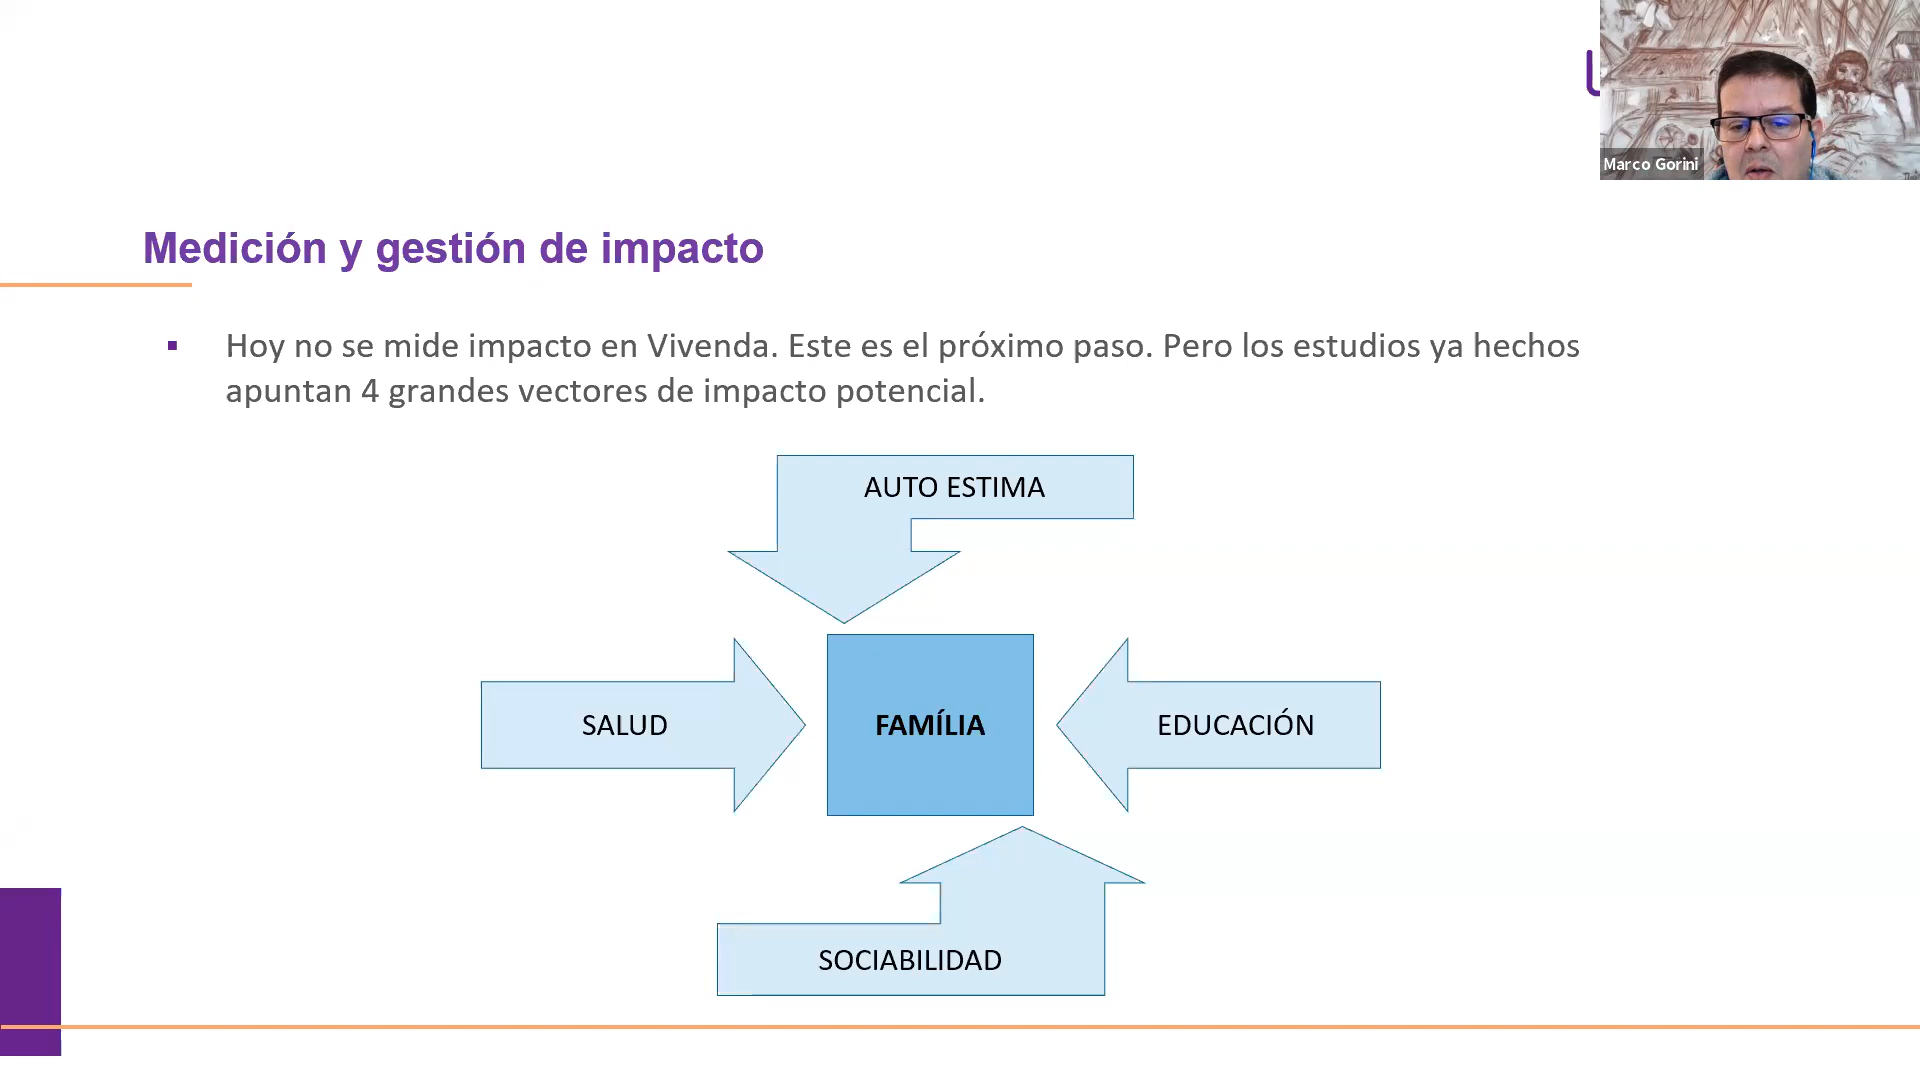 Marco Gorini
Medición y gestión de impacto
▪ Hoy no se mide impacto en Vivenda. Este es el próximo paso. Pero los estudios ya hechos
apuntan 4 grandes vectores de impacto potencial.
AUTO ESTIMA
SALUD
FAMÍLIA
EDUCACIÓN
SOCIABILIDAD